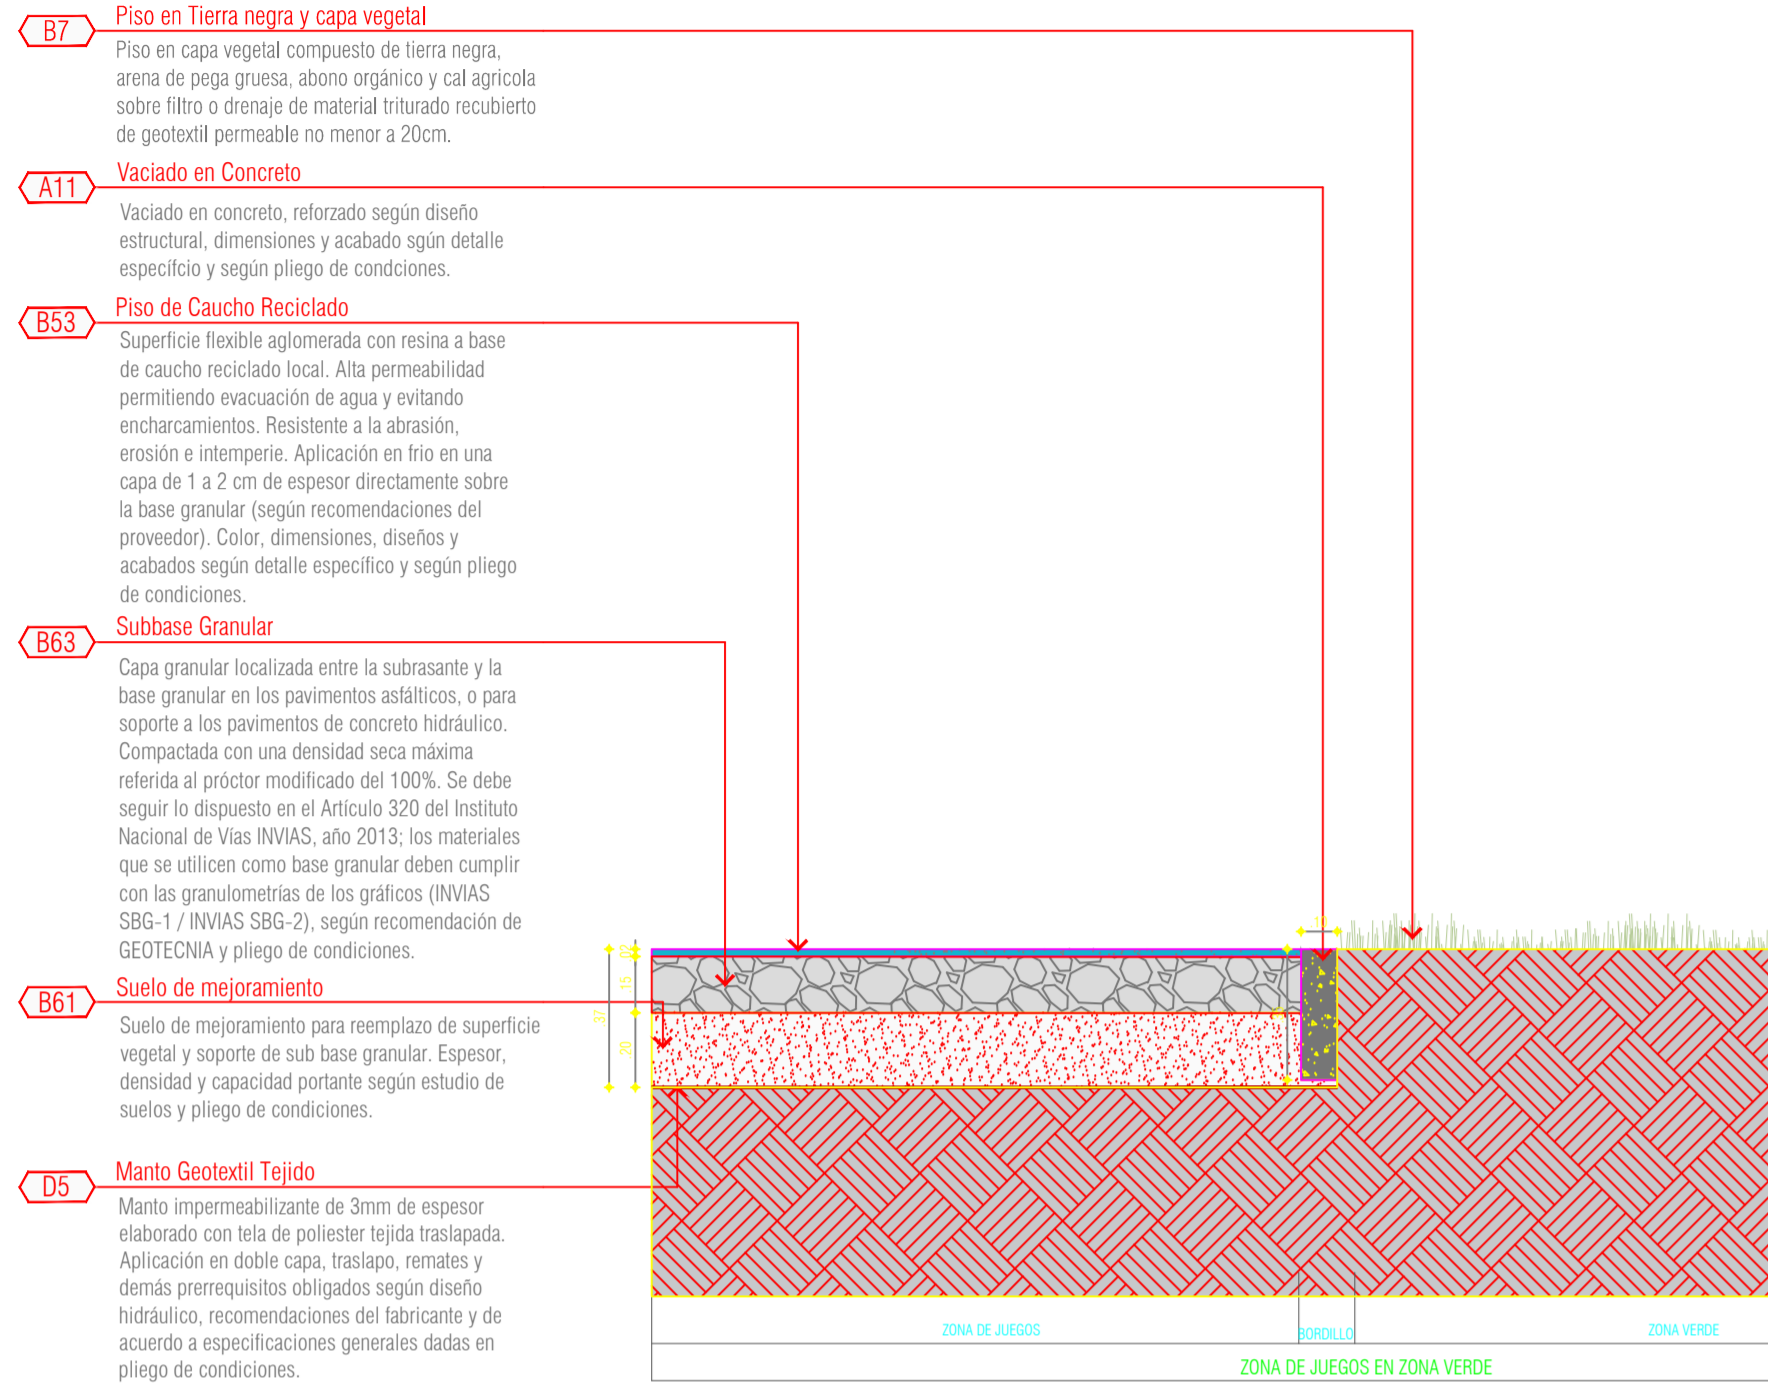 B7
Piso en Tierra negra y capa vegetal
Piso en capa vegetal compuesto de tierra negra,
arena de pega gruesa, abono orgánico y cal agricola
sobre filtro o drenaje de material triturado recubierto
de geotextil permeable no menor a 20cm.
A11
Vaciado en Concreto
Vaciado en concreto, reforzado según diseño
estructural, dimensiones y acabado sgún detalle
específcio y según pliego de condciones.
B53
Piso de Caucho Reciclado
Superficie flexible aglomerada con resina a base
de caucho reciclado local. Alta permeabilidad
permitiendo evacuación de agua y evitando
encharcamientos. Resistente a la abrasión,
erosión e intemperie. Aplicación en frio en una
capa de 1 a 2 cm de espesor directamente sobre
la base granular (según recomendaciones del
proveedor). Color, dimensiones, diseños y
acabados según detalle específico y según pliego
de condiciones.
B63
Subbase Granular
Capa granular localizada entre la subrasante y la
base granular en los pavimentos asfálticos, o para
soporte a los pavimentos de concreto hidráulico.
Compactada con una densidad seca máxima
referida al próctor modificado del 100%. Se debe
seguir lo dispuesto en el Artículo 320 del Instituto
Nacional de Vías INVIAS, año 2013; los materiales
que se utilicen como base granular deben cumplir
con las granulometrías de los gráficos (INVIAS
SBG-1 / INVIAS SBG-2), según recomendación de
GEOTECNIA y pliego de condiciones.
B61
Suelo de mejoramiento
Suelo de mejoramiento para reemplazo de superficie
vegetal y soporte de sub base granular. Espesor,
densidad y capacidad portante según estudio de
suelos y pliego de condiciones.
D5
Manto Geotextil Tejido
Manto impermeabilizante de 3mm de espesor
elaborado con tela de poliester tejida traslapada.
Aplicación en doble capa, traslapo, remates y
demás prerrequisitos obligados según diseño
hidráulico, recomendaciones del fabricante y de
acuerdo a especificaciones generales dadas en
pliego de condiciones.
02
15
37
20
10
ZONA DE JUEGOS
BORDILLO
ZONA VERDE
ZONA DE JUEGOS EN ZONA VERDE